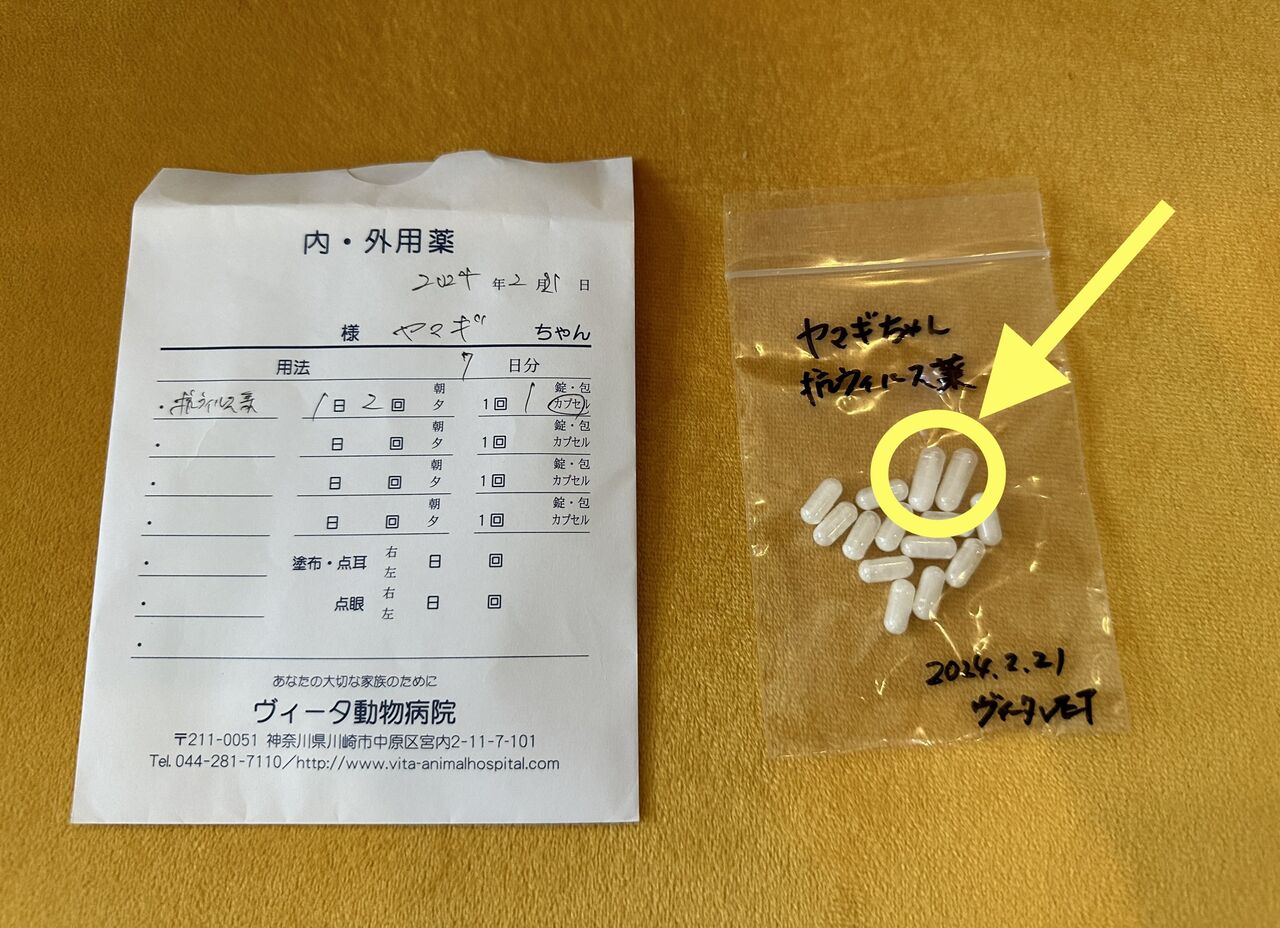 内・外用薬
2024 年 2 月 21 日
様 ヤマギ ちゃん
用法 7 日分
・抗ウィルス薬 1日 2回 朝夕 1回 1 錠・包 カプセル
・ 日 回 朝夕 1回 錠・包 カプセル
・ 日 回 朝夕 1回 錠・包 カプセル
・ 日 回 朝夕 1回 錠・包 カプセル
・ 塗布・点耳 右左 日 回
・ 点眼 右左 日 回
・
あなたの大切な家族のために
ヴィータ動物病院
〒211-0051 神奈川県川崎市中原区宮内2-11-7-101
Tel.044-281-7110/http://www.vita-animalhospital.com
ヤマギちゃん
抗ウィルス薬
2024.2.21
ヴィータVET